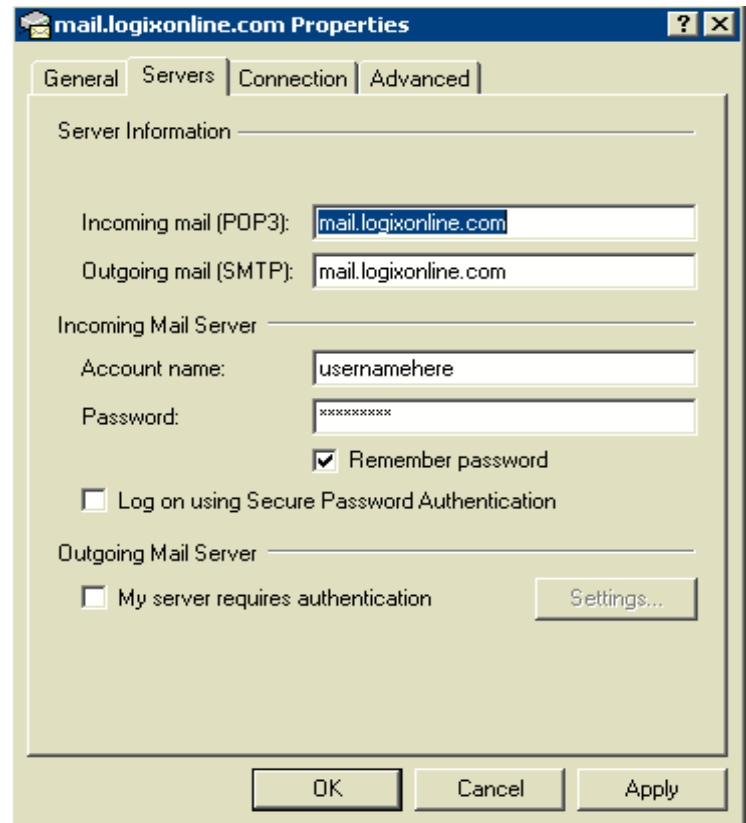 mail.logixonline.com Properties
General Servers Connection Advanced
Server Information
Incoming mail (POP3): mail.logixonline.com
Outgoing mail (SMTP): mail.logixonline.com
Incoming Mail Server
Account name: usernamehere
Password: *********
Remember password
Log on using Secure Password Authentication
Outgoing Mail Server
My server requires authentication Settings...
OK Cancel Apply